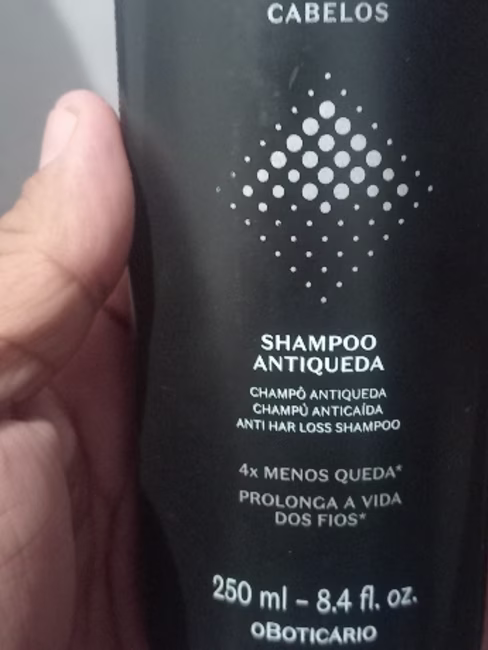 CABELOS
SHAMPOO
ANTIQUEDA
CHAMPÔ ANTIQUEDA
CHAMPÚ ANTICAÍDA
ANTI HAR LOSS SHAMPOO
4x MENOS QUEDA*
PROLONGA A VIDA
DOS FIOS*
250 ml – 8.4 fl. oz.
oBOTICÁRIO